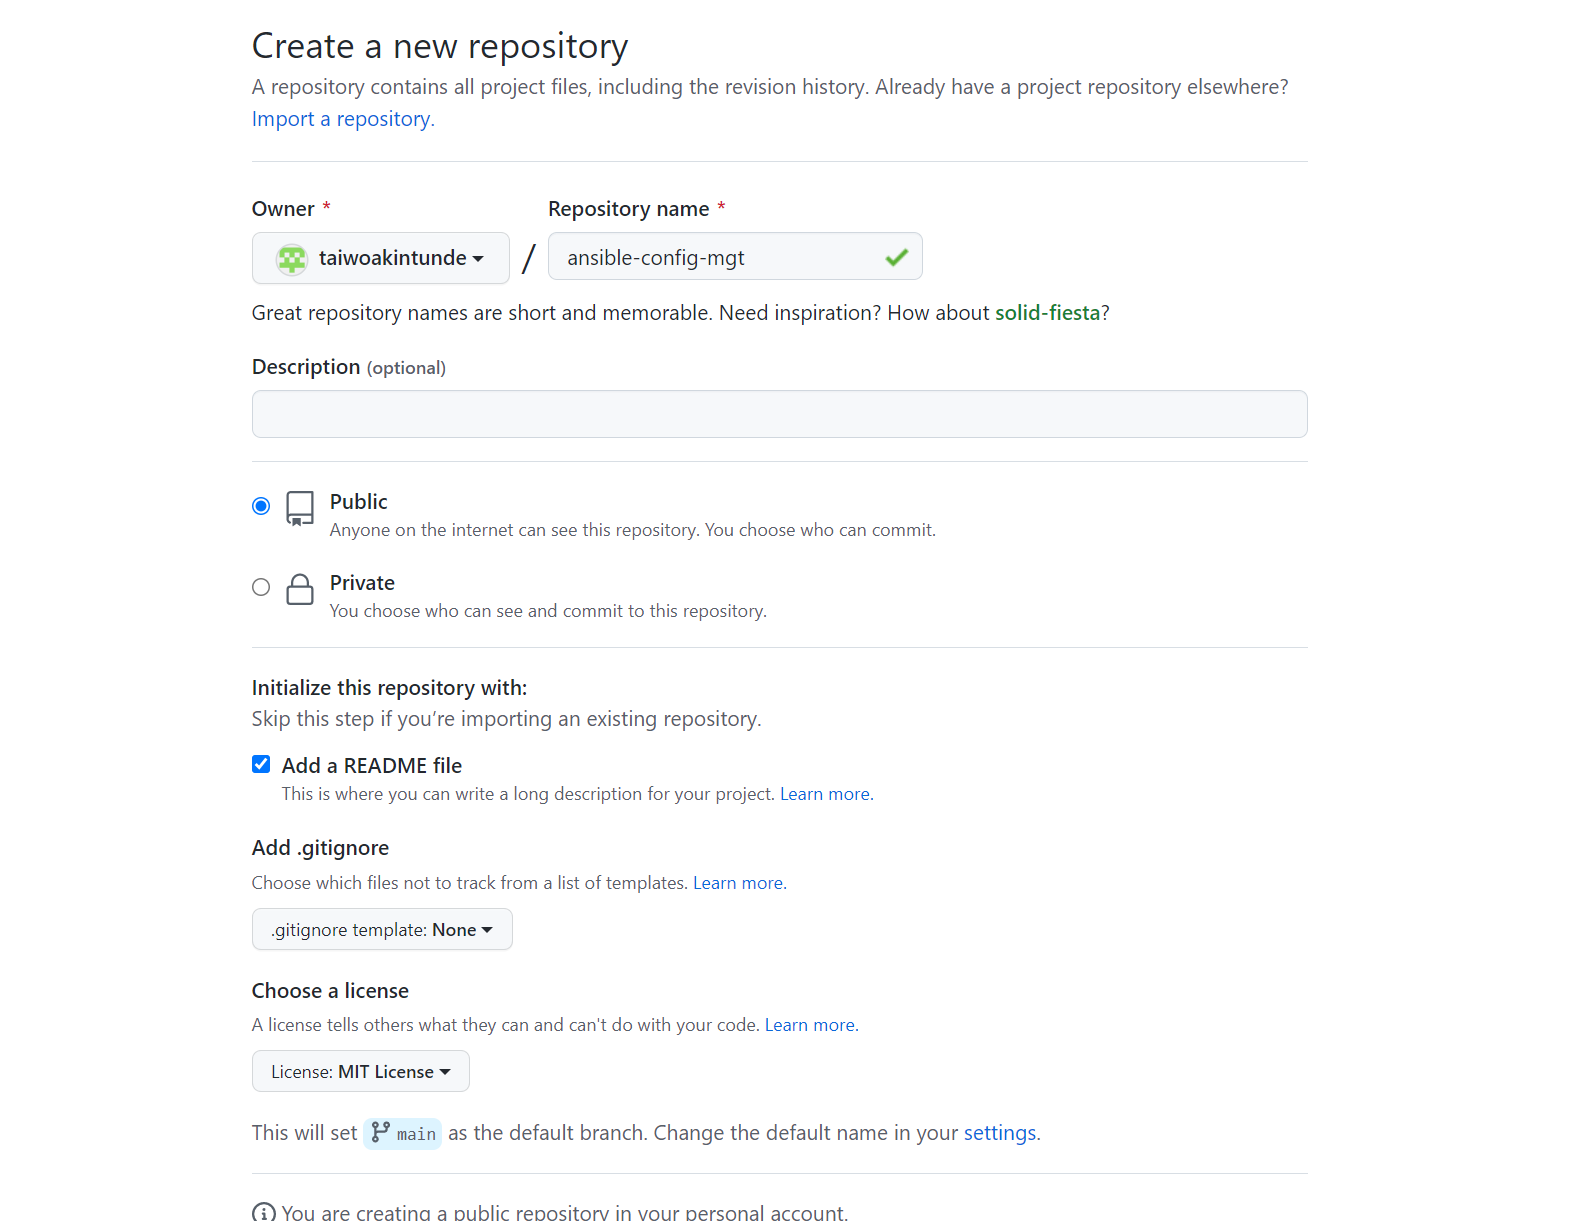 Create a new repository
A repository contains all project files, including the revision history. Already have a project repository elsewhere?
Import a repository.
Owner *
Repository name *
taiwoakintunde
/
ansible-config-mgt
Great repository names are short and memorable. Need inspiration? How about solid-fiesta?
Description (optional)
Public
Anyone on the internet can see this repository. You choose who can commit.
Private
You choose who can see and commit to this repository.
Initialize this repository with:
Skip this step if you’re importing an existing repository.
Add a README file
This is where you can write a long description for your project. Learn more.
Add .gitignore
Choose which files not to track from a list of templates. Learn more.
.gitignore template: None
Choose a license
A license tells others what they can and can't do with your code. Learn more.
License: MIT License
This will set main as the default branch. Change the default name in your settings.
You are creating a public repository in your personal account.